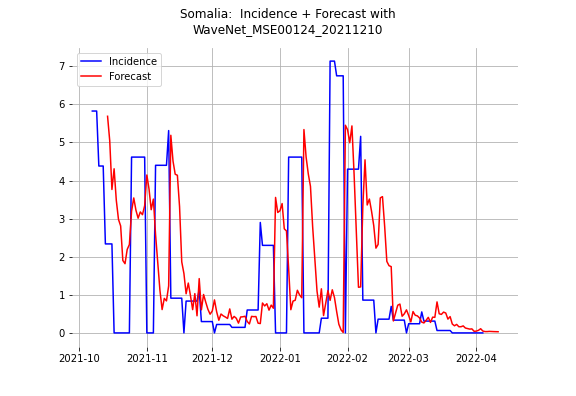 Somalia:  Incidence + Forecast with
WaveNet_MSE00124_20211210
Incidence
Forecast
7
6
5
4
3
2
1
0
2021-10 2021-11 2021-12 2022-01 2022-02 2022-03 2022-04